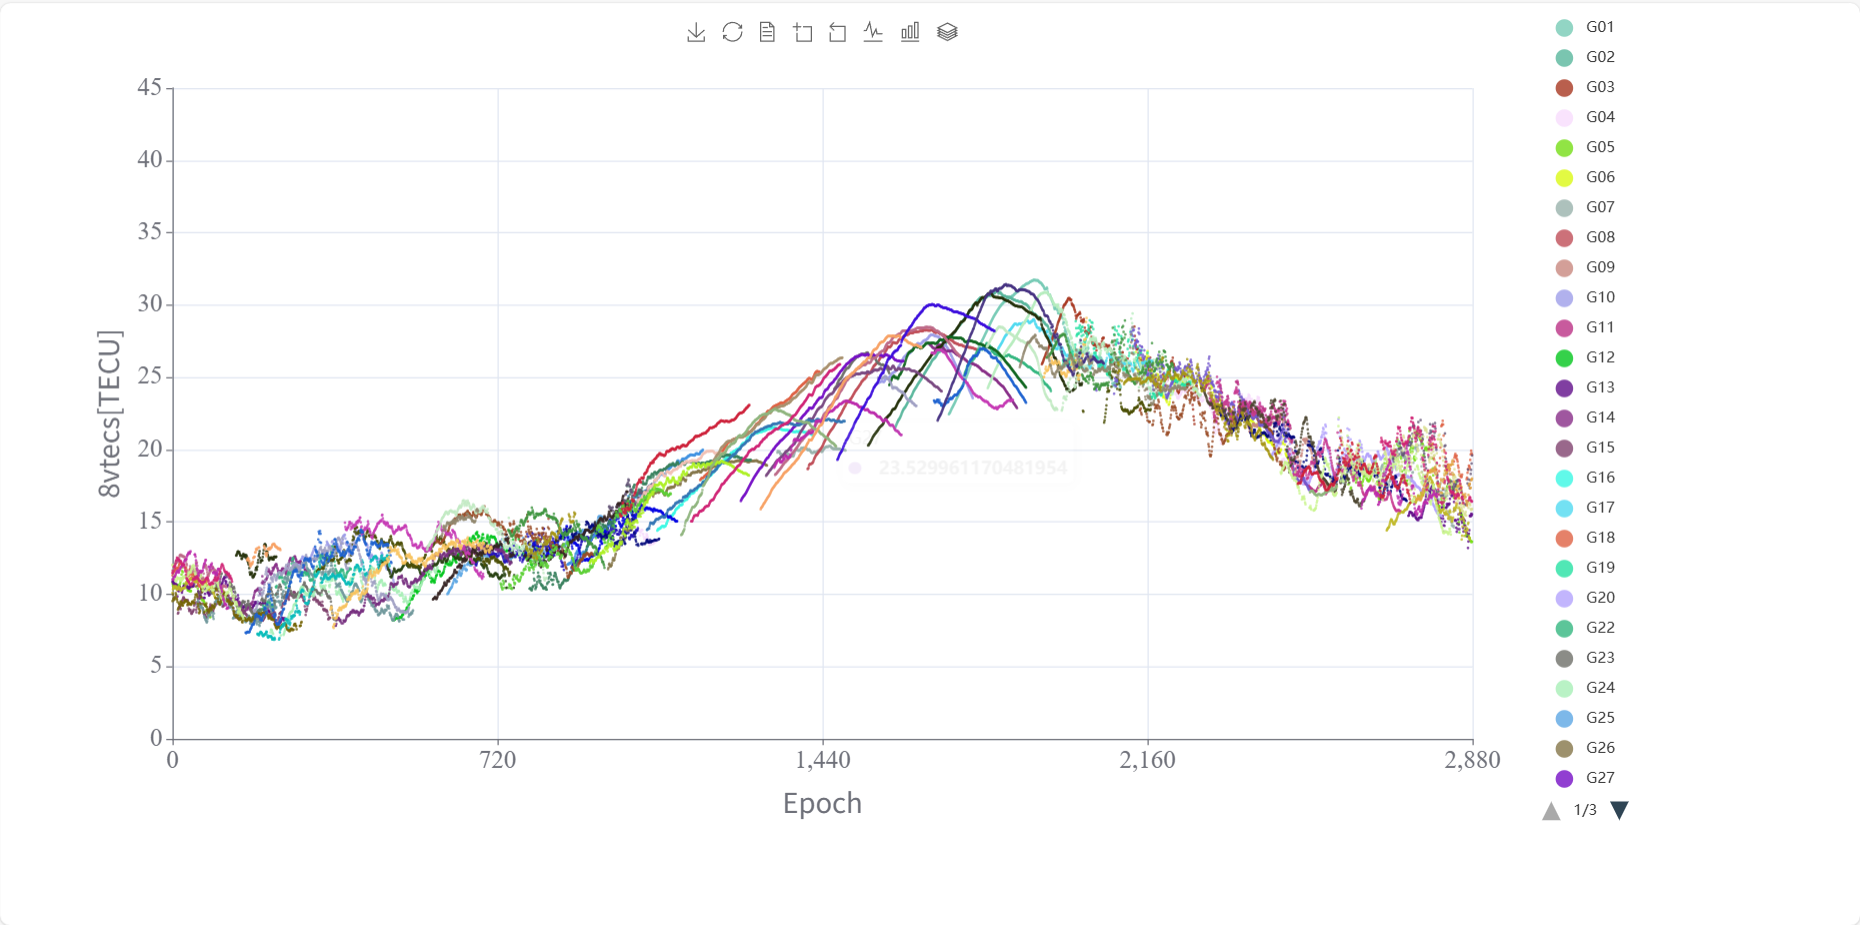 G01
G02
G03
G04
G05
G06
G07
G08
G09
G10
G11
G12
G13
G14
G15
G16
G17
G18
G19
G20
G22
G23
G24
G25
G26
G27
1/3
8vtecs[TECU]
45
40
35
30
25
20
15
10
5
0
23.529961170481954
0
720
1,440
2,160
2,880
Epoch